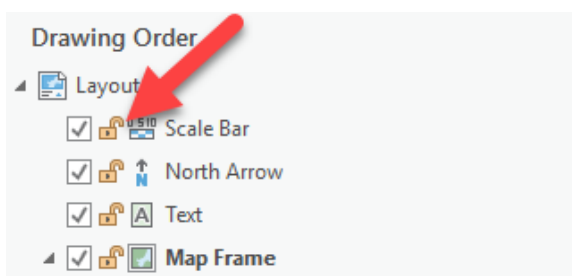 Drawing Order
Layout
Scale Bar
N North Arrow
A Text
Map Frame